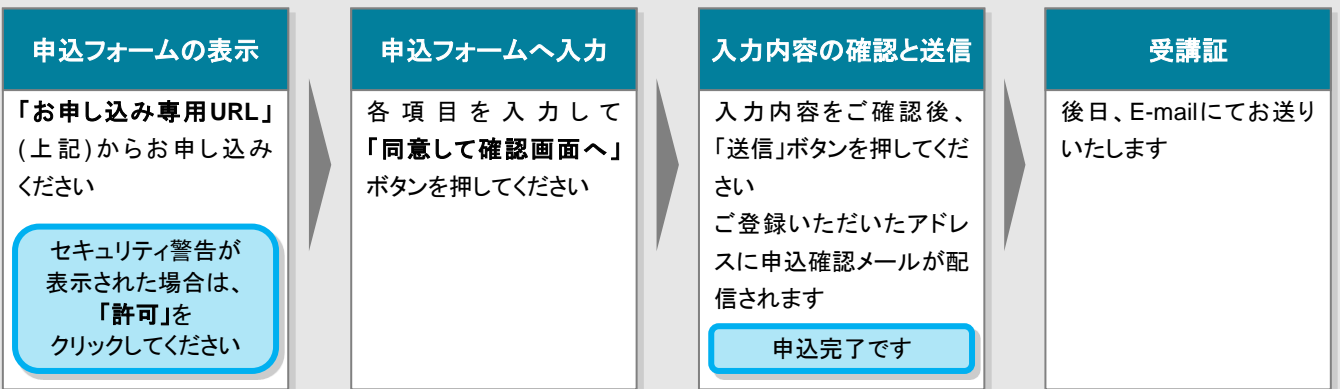 申込フォームの表示
「お申し込み専用URL」
(上記)からお申し込み
ください
セキュリティ警告が
表示された場合は、
「許可」を
クリックしてください
申込フォームへ入力
各項目を入力して
「同意して確認画面へ」
ボタンを押してください
入力内容の確認と送信
入力内容をご確認後、
「送信」ボタンを押してくだ
さい
ご登録いただいたアドレ
スに申込確認メールが配
信されます
申込完了です
受講証
後日、E-mailにてお送り
いたします